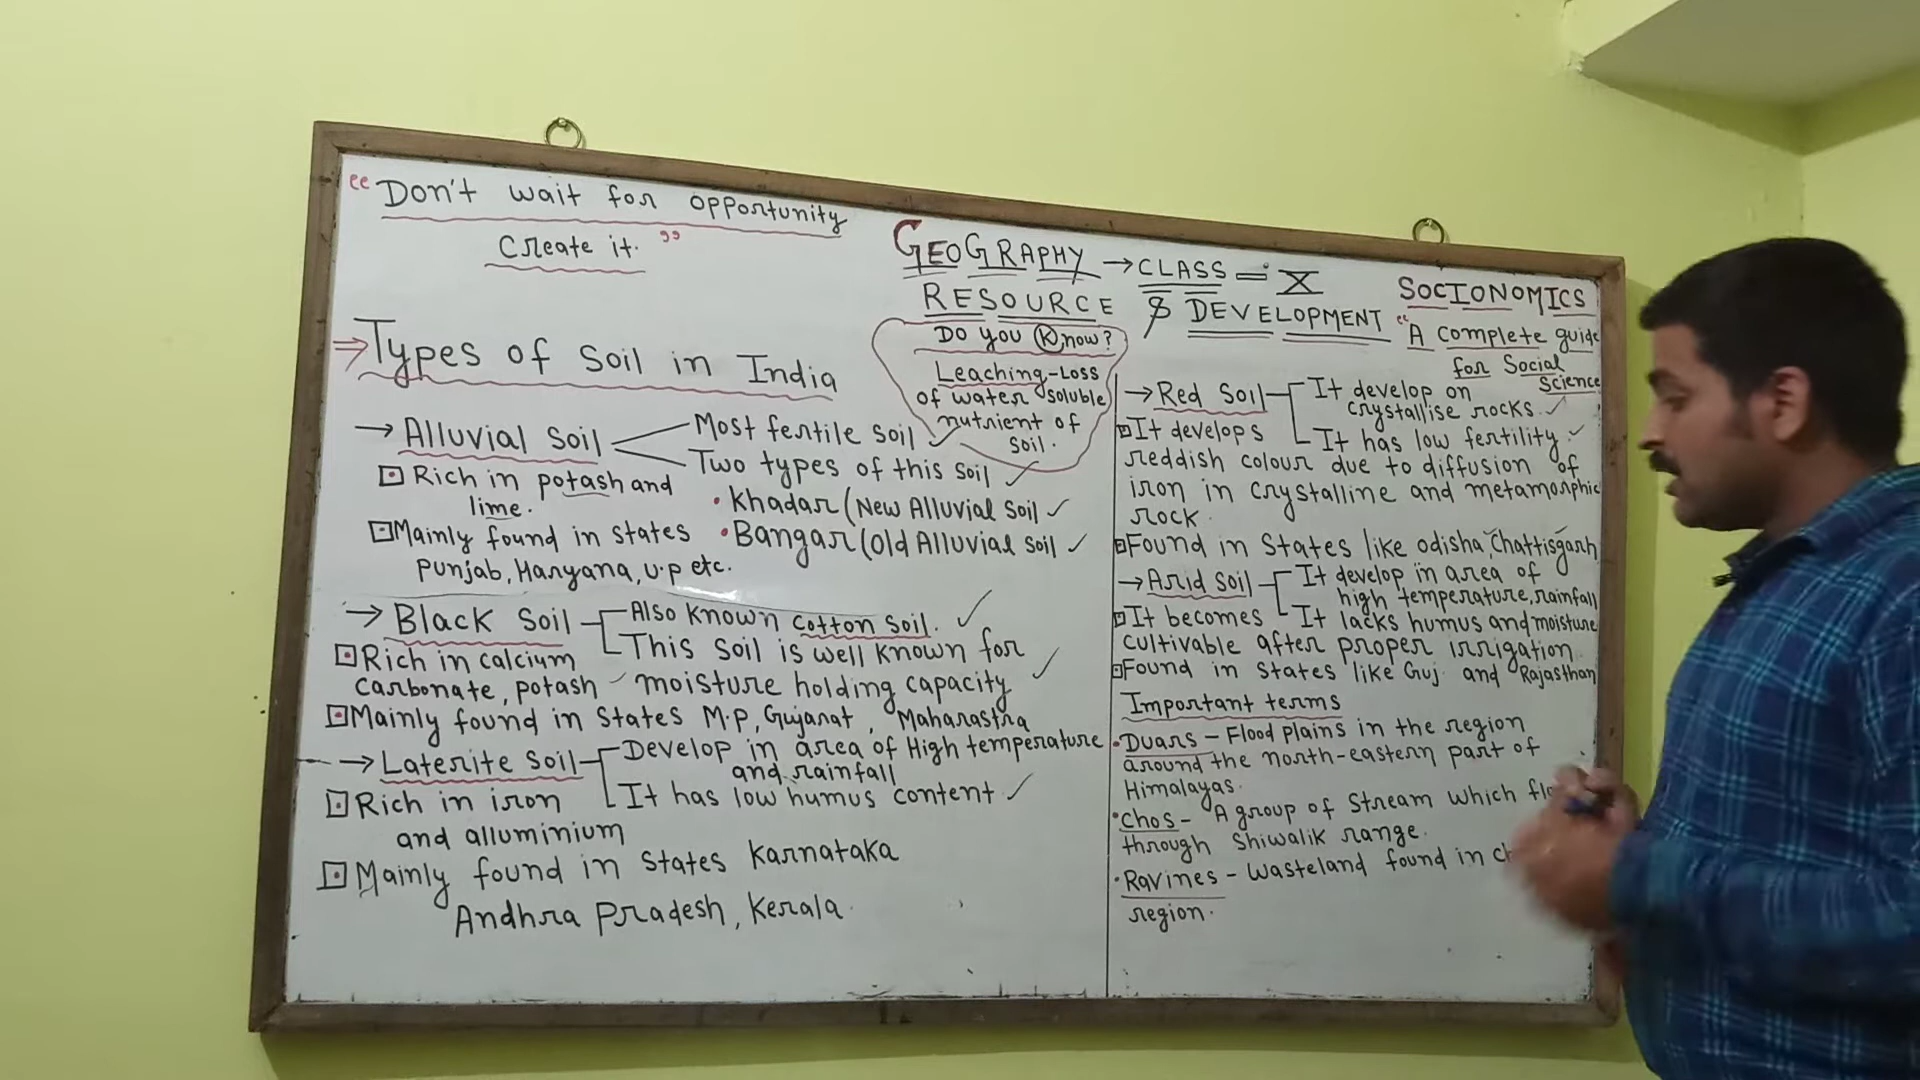 "Don't wait for opportunity
Create it."
GEOGRAPHY → CLASS = X
RESOURCE & DEVELOPMENT
SOCIONOMICS
"A complete guide
for Social
Science
⇒ Types of Soil in India
Do you Know?
Leaching - Loss
of water soluble
nutrient of
soil.
→ Alluvial Soil
Most fertile soil ✓
Two types of this soil ✓
• Khadar (New Alluvial Soil ✓
• Bangar (Old Alluvial Soil ✓
Rich in potash and
lime.
Mainly found in states
Punjab, Haryana, U.P etc.
→ Black Soil
Also known cotton soil. ✓
This soil is well known for
moisture holding capacity ✓
Rich in calcium
carbonate, potash
Mainly found in states M.P, Gujarat, Maharastra
→ Laterite Soil
Develop in area of High temperature
and rainfall
It has low humus content ✓
Rich in iron
and alluminium
Mainly found in states Karnataka
Andhra Pradesh, Kerala.
→ Red Soil
It develop on
crystallise rocks. ✓
It has low fertility. ✓
It develops
reddish colour due to diffusion of
iron in crystalline and metamorphic
rock.
Found in States like odisha, Chattisgarh
→ Arid soil
It develop in area of
high temperature, rainfall
It lacks humus and moisture
It becomes
cultivable after proper irrigation.
Found in states like Guj. and Rajasthan
Important terms
• Duars - Flood plains in the region
around the north-eastern part of
Himalayas.
• Chos - A group of Stream which
through Shiwalik range.
• Ravines - Wasteland found in
region.